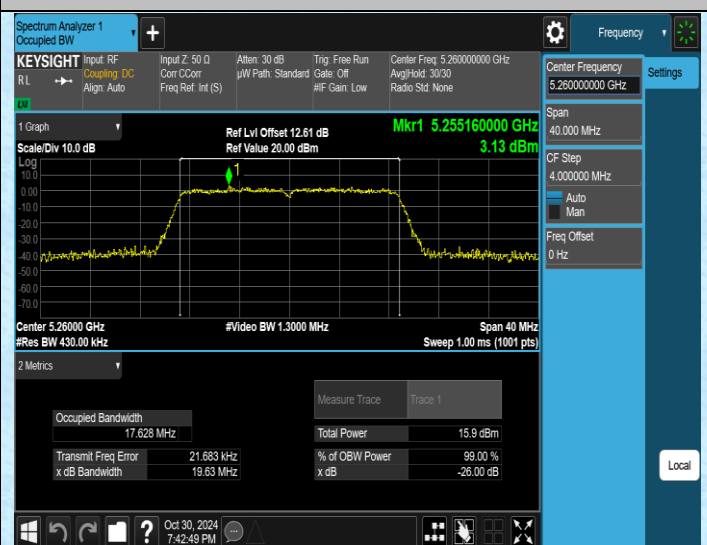 Spectrum Analyzer 1
Occupied BW
+
Frequency
KEYSIGHT
RL
LXI
Input: RF
Coupling: DC
Align: Auto
Input Z: 50 Ω
Corr CCorr
Freq Ref: Int (S)
Atten: 30 dB
µW Path: Standard
Trig: Free Run
Gate: Off
#IF Gain: Low
Center Freq: 5.260000000 GHz
Avg|Hold: 30/30
Radio Std: None
1 Graph
Scale/Div 10.0 dB
Ref Lvl Offset 12.61 dB
Ref Value 20.00 dBm
Mkr1 5.255160000 GHz
3.13 dBm
Log
10.0
0.00
-10.0
-20.0
-30.0
-40.0
-50.0
-60.0
-70.0
1
Center 5.26000 GHz
#Res BW 430.00 kHz
#Video BW 1.3000 MHz
Span 40 MHz
Sweep 1.00 ms (1001 pts)
2 Metrics
Measure Trace
Trace 1
Occupied Bandwidth
17.628 MHz
Total Power
15.9 dBm
Transmit Freq Error
21.683 kHz
% of OBW Power
99.00 %
x dB Bandwidth
19.63 MHz
x dB
-26.00 dB
Center Frequency
5.260000000 GHz
Span
40.000 MHz
CF Step
4.000000 MHz
Auto
Man
Freq Offset
0 Hz
Settings
Local
?
Oct 30, 2024
7:42:49 PM